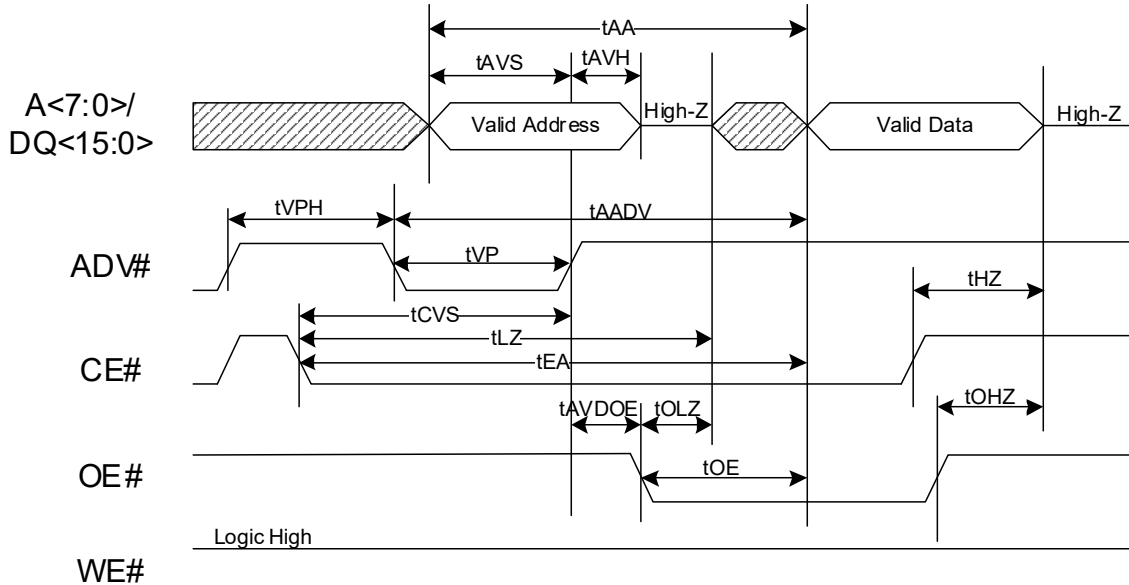 tAA
tAVS
tAVH
A<7:0>/
DQ<15:0>
Valid Address
High-Z
Valid Data
High-Z
tVPH
tAADV
ADV#
tVP
tHZ
tCVS
tLZ
CE#
tEA
tAVDOE
tOLZ
tOHZ
OE#
tOE
Logic High
WE#